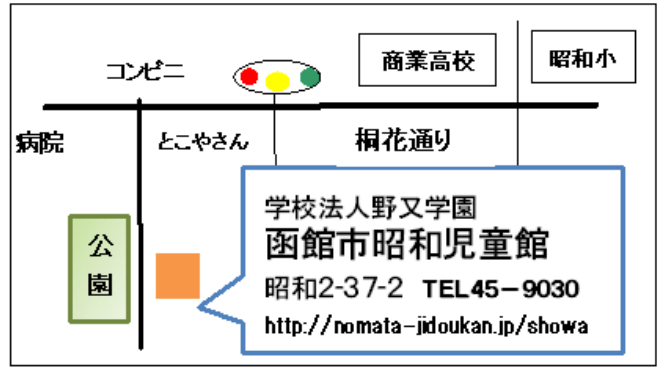 商業高校
昭和小
コンビニ
病院
とこやさん
桐花通り
公園
学校法人野又学園
函館市昭和児童館
昭和2-37-2 TEL45－9030
http://nomata-jidoukan.jp/showa